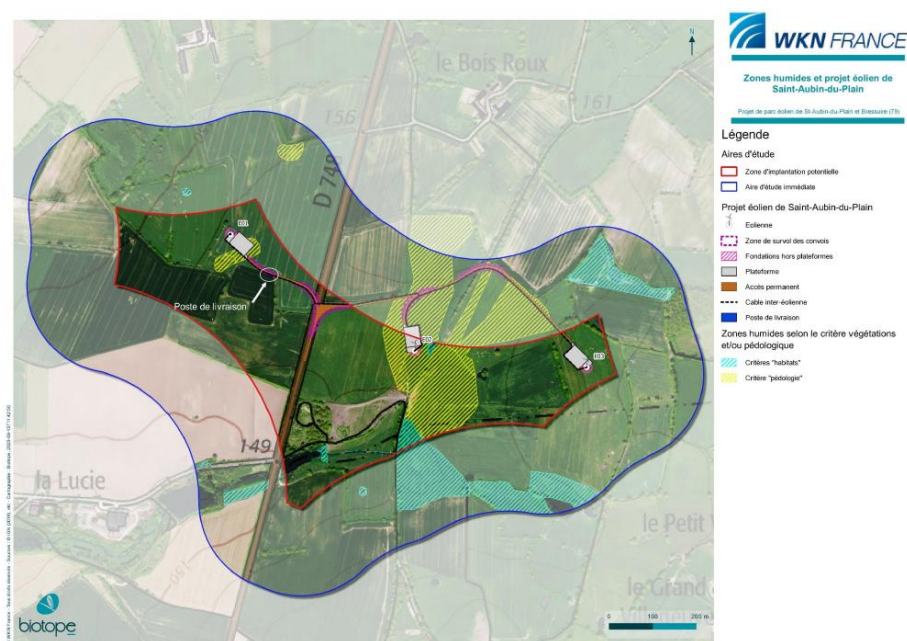 WKN FRANCE
Zones humides et projet éolien de
Saint-Aubin-du-Plain
Projet de parc éolien de St-Aubin-du-Plain et Bressuire (79)
Légende
Aires d'étude
Zone d'implantation potentielle
Aire d'étude immédiate
Projet éolien de Saint-Aubin-du-Plain
Eolienne
Zone de survol des convois
Fondations hors plateformes
Plateforme
Accès permanent
Cable inter-éolienne
Poste de livraison
Zones humides selon le critère végétations
et/ou pédologique
Critères "habitats"
Critère "pédologie"
N
le Bois Roux
156
161
D 748
E01
Poste de livraison
E02
E03
149
la Lucie
150
le Petit
le Grand
biotope
0 100 200 m